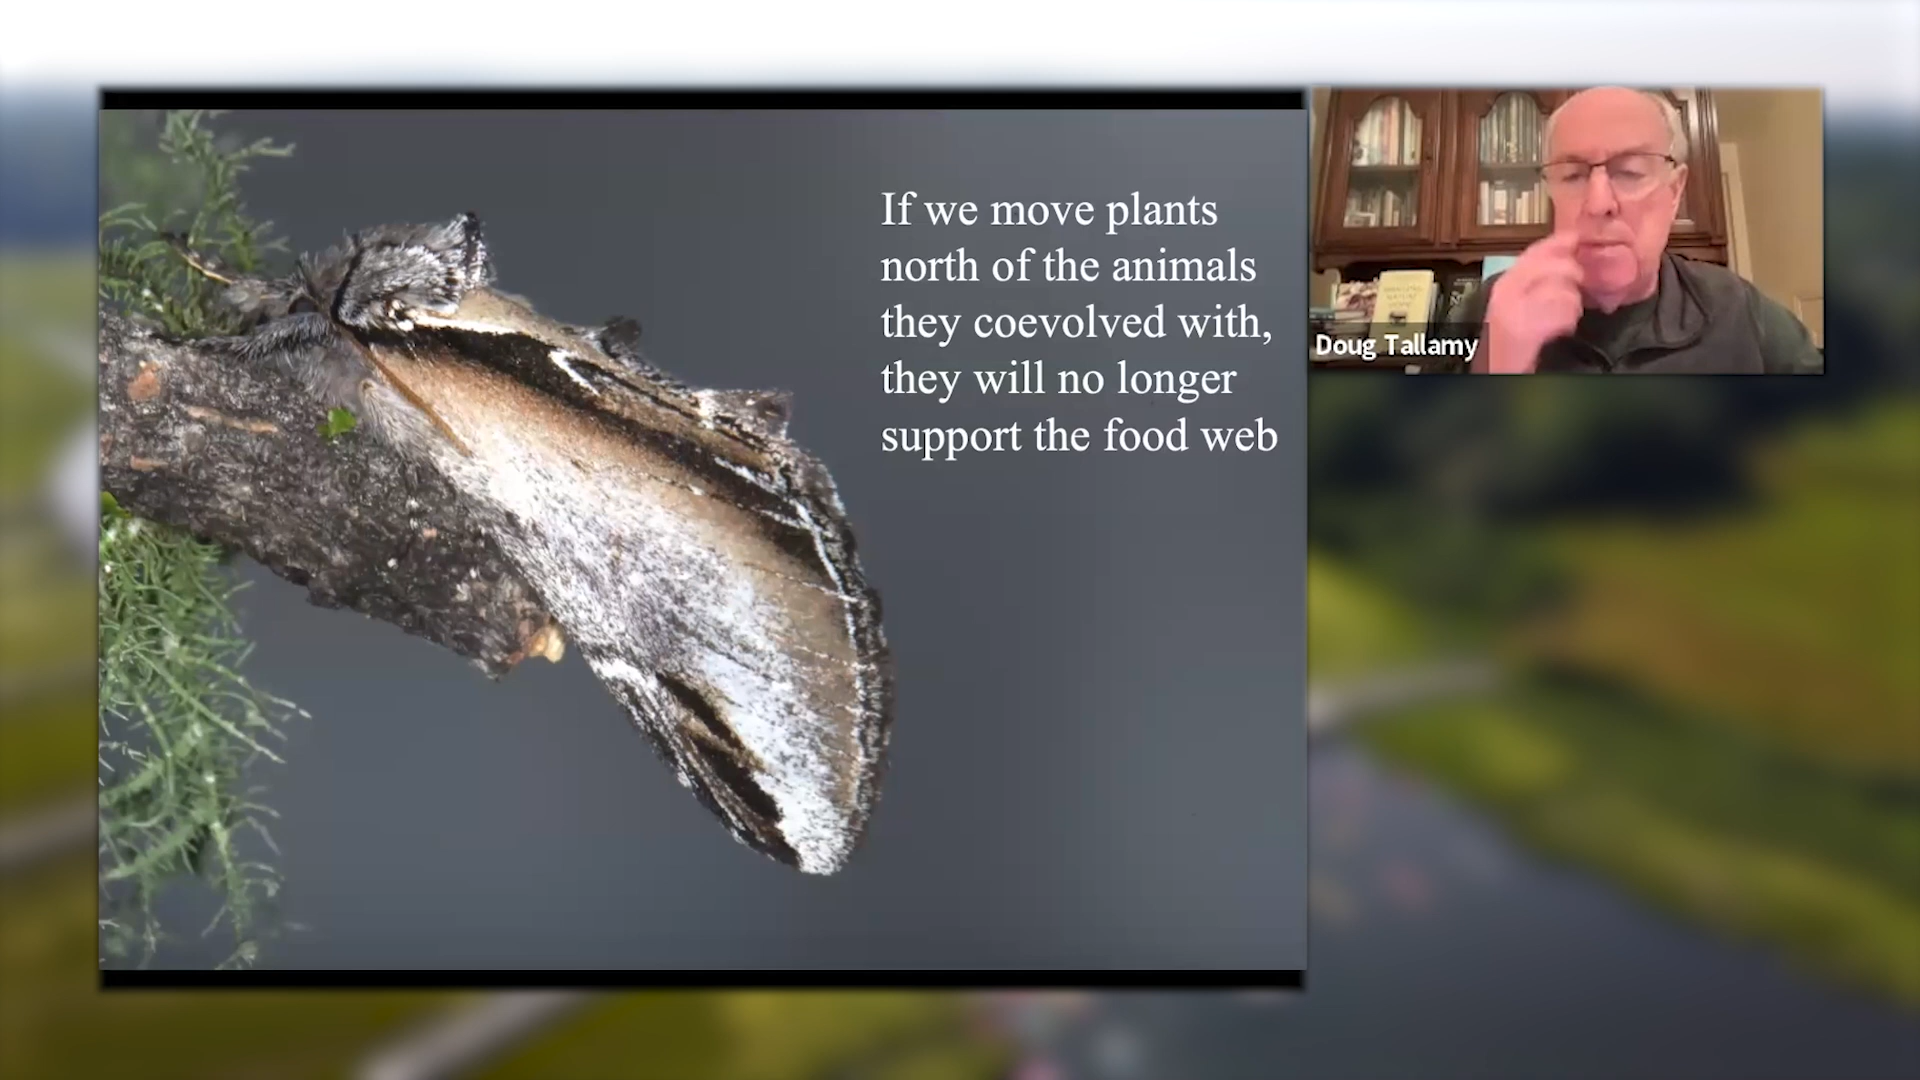 If we move plants
north of the animals
they coevolved with,
they will no longer
support the food web
Doug Tallamy